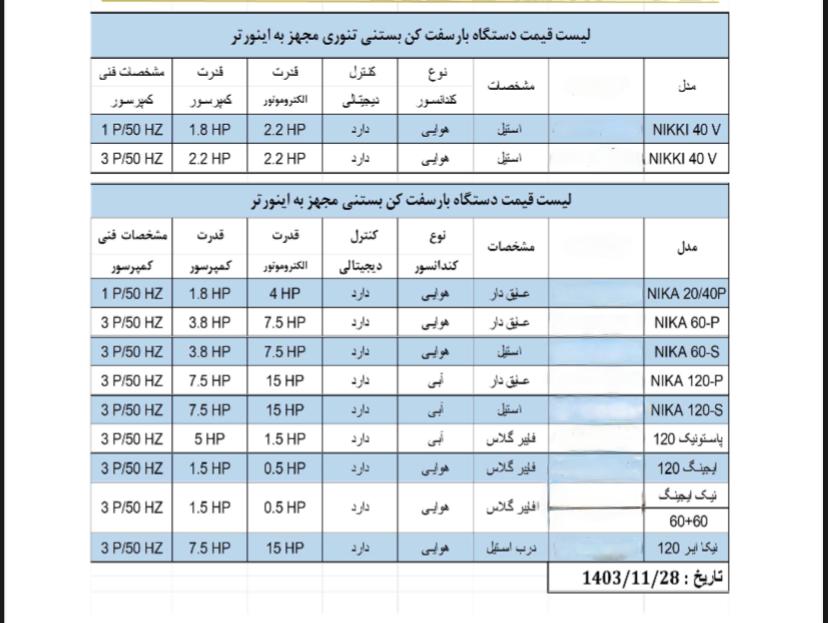 لیست قیمت دستگاه بارسفت کن بستنی تنوری مجهز به اینورتر
مدل مشخصات نوع کندانسور کنترل دیجیتالی قدرت الکتروموتور قدرت کمپرسور مشخصات فنی کمپرسور
NIKKI 40 V استیل هوایی دارد 2.2 HP 1.8 HP 1 P/50 HZ
NIKKI 40 V استیل هوایی دارد 2.2 HP 2.2 HP 3 P/50 HZ
لیست قیمت دستگاه بارسفت کن بستنی مجهز به اینورتر
مدل مشخصات نوع کندانسور کنترل دیجیتالی قدرت الکتروموتور قدرت کمپرسور مشخصات فنی کمپرسور
NIKA 20/40P عایق دار هوایی دارد 4 HP 1.8 HP 1 P/50 HZ
NIKA 60-P عایق دار هوایی دارد 7.5 HP 3.8 HP 3 P/50 HZ
NIKA 60-S استیل هوایی دارد 7.5 HP 3.8 HP 3 P/50 HZ
NIKA 120-P عایق دار آبی دارد 15 HP 7.5 HP 3 P/50 HZ
NIKA 120-S استیل آبی دارد 15 HP 7.5 HP 3 P/50 HZ
پاستونیک 120 فایبر گلاس آبی دارد 1.5 HP 5 HP 3 P/50 HZ
ایجینگ 120 فایبر گلاس هوایی دارد 0.5 HP 1.5 HP 3 P/50 HZ
نیک ایجینگ 60+60 فایبر گلاس هوایی دارد 0.5 HP 1.5 HP 3 P/50 HZ
نیکا ایر 120 درب استیل هوایی دارد 15 HP 7.5 HP 3 P/50 HZ
تاریخ : 1403/11/28